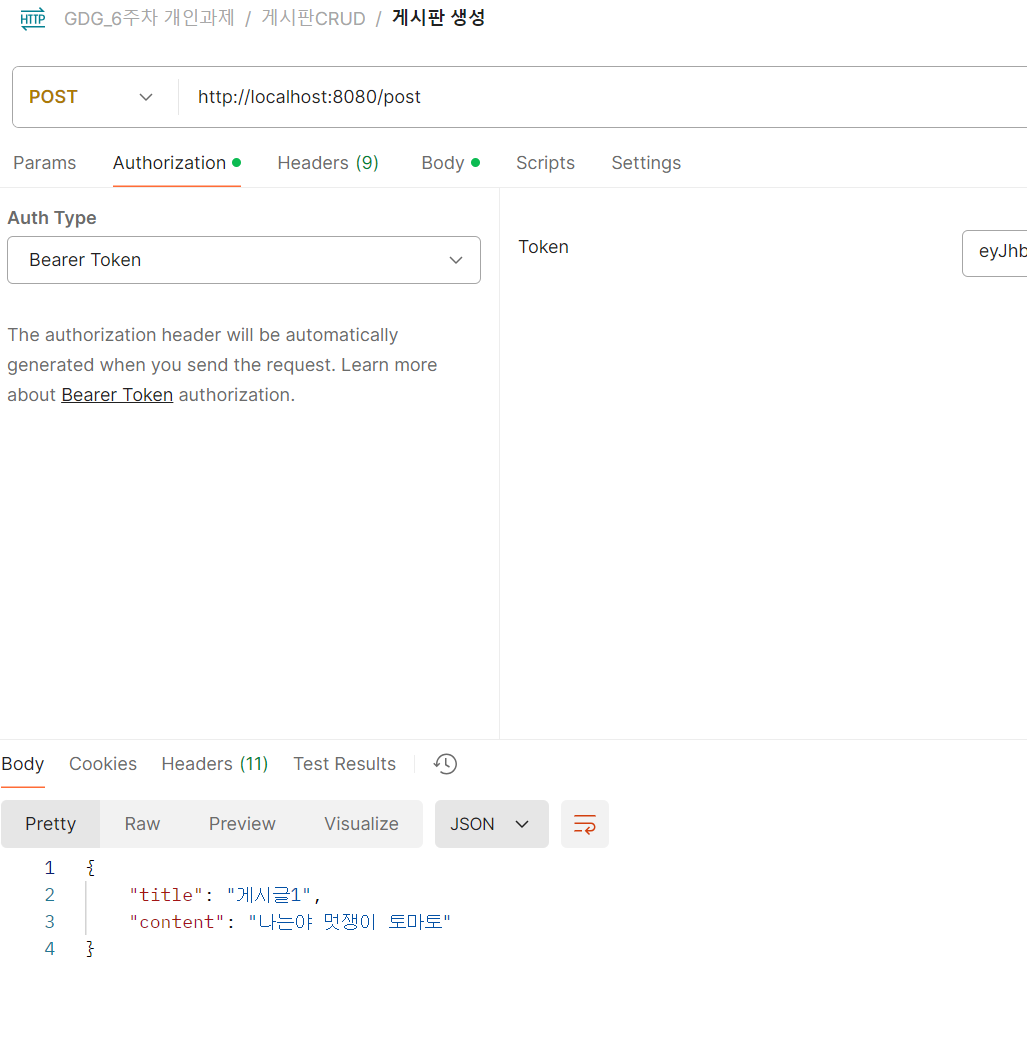 HTTP GDG_6주차 개인과제 / 게시판CRUD / 게시판 생성
POST http://localhost:8080/post
Params Authorization Headers (9) Body Scripts Settings
Auth Type
Bearer Token
Token
eyJhb
The authorization header will be automatically
generated when you send the request. Learn more
about Bearer Token authorization.
Body Cookies Headers (11) Test Results
Pretty Raw Preview Visualize JSON
1 {
2 "title": "게시글1",
3 "content": "나는야 멋쟁이 토마토"
4 }